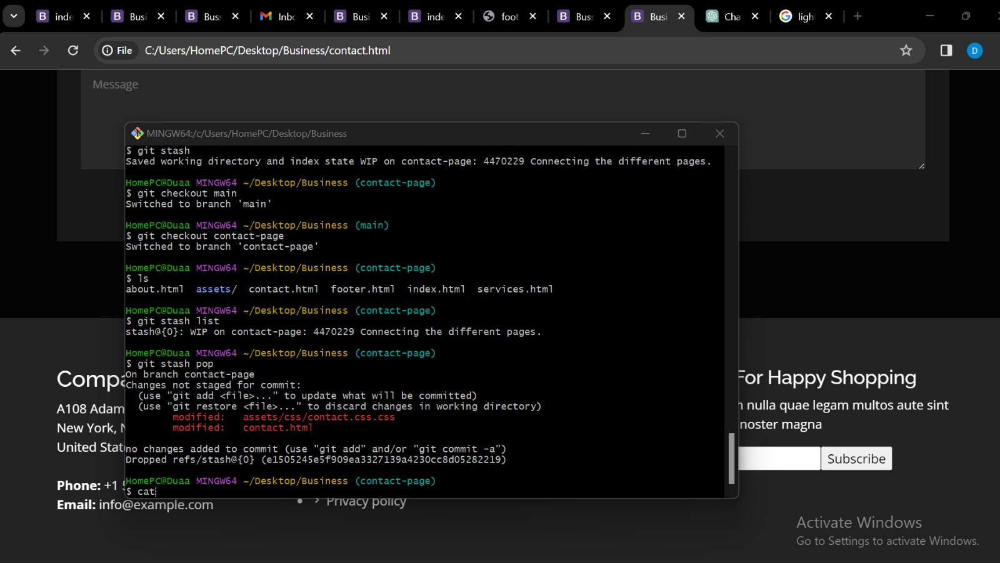 inde
Busi
Bus
Inbo
Busi
inde
foot
Bus
Busi
Cha
ligh
File
C:/Users/HomePC/Desktop/Business/contact.html
D
Message
MINGW64:/c/Users/HomePC/Desktop/Business
$ git stash
Saved working directory and index state WIP on contact-page: 4470229 Connecting the different pages.
HomePC@Duaa MINGW64 ~/Desktop/Business (contact-page)
$ git checkout main
Switched to branch 'main'
HomePC@Duaa MINGW64 ~/Desktop/Business (main)
$ git checkout contact-page
Switched to branch 'contact-page'
HomePC@Duaa MINGW64 ~/Desktop/Business (contact-page)
$ ls
about.html assets/ contact.html footer.html index.html services.html
HomePC@Duaa MINGW64 ~/Desktop/Business (contact-page)
$ git stash list
stash@{0}: WIP on contact-page: 4470229 Connecting the different pages.
HomePC@Duaa MINGW64 ~/Desktop/Business (contact-page)
$ git stash pop
On branch contact-page
Changes not staged for commit:
(use "git add <file>..." to update what will be committed)
(use "git restore <file>..." to discard changes in working directory)
modified: assets/css/contact.css.css
modified: contact.html
no changes added to commit (use "git add" and/or "git commit -a")
Dropped refs/stash@{0} (e1505245e5f909ea3327139a4230cc8d05282219)
HomePC@Duaa MINGW64 ~/Desktop/Business (contact-page)
$ cat
Compa
A108 Adam
New York, N
United State
Phone: +1 5
Email: info@example.com
Privacy policy
For Happy Shopping
nulla quae legam multos aute sint
noster magna
Subscribe
Activate Windows
Go to Settings to activate Windows.